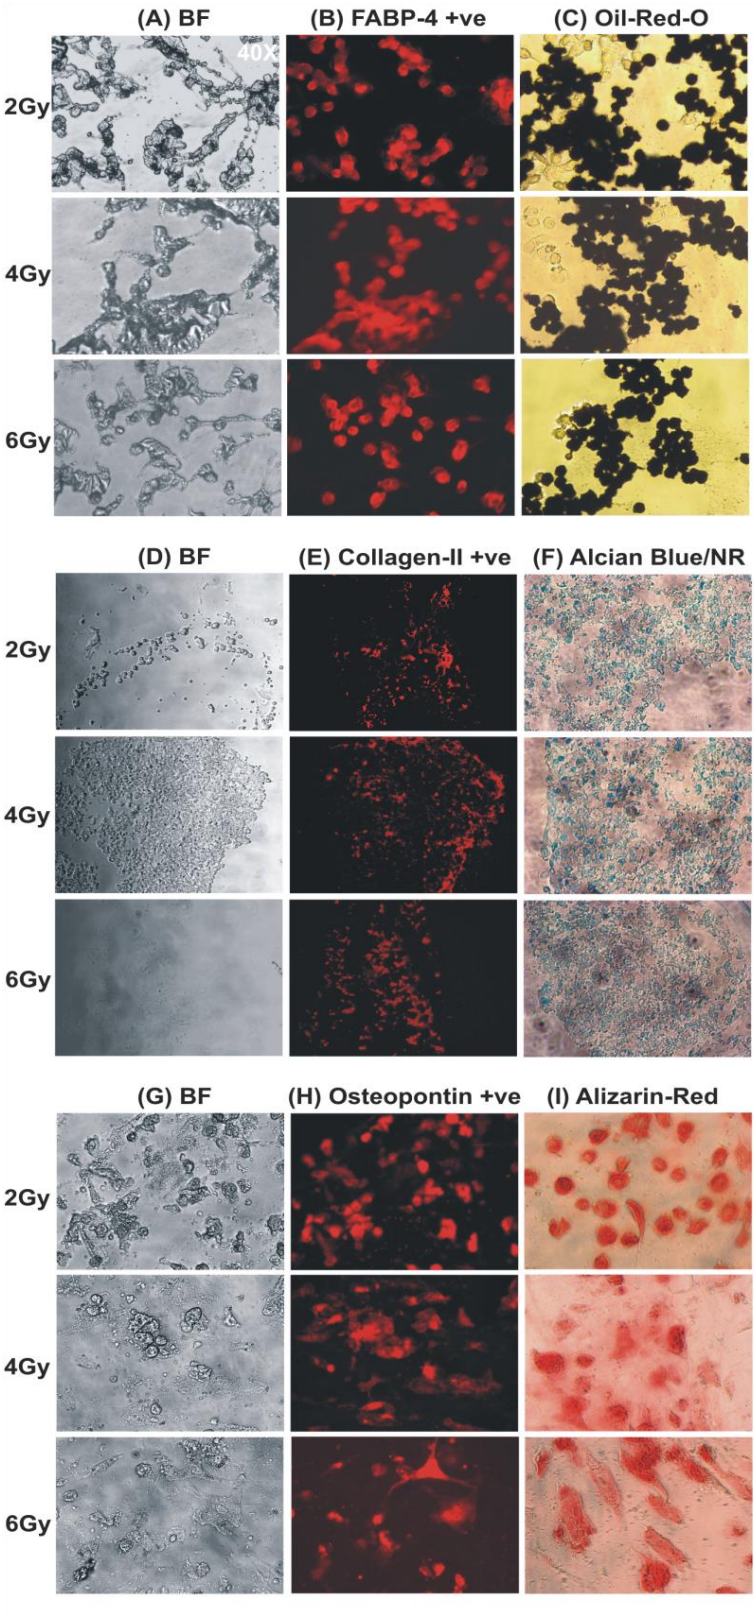 (A) BF (B) FABP-4 +ve (C) Oil-Red-O
40X
2Gy
4Gy
6Gy
(D) BF (E) Collagen-II +ve (F) Alcian Blue/NR
2Gy
4Gy
6Gy
(G) BF (H) Osteopontin +ve (I) Alizarin-Red
2Gy
4Gy
6Gy